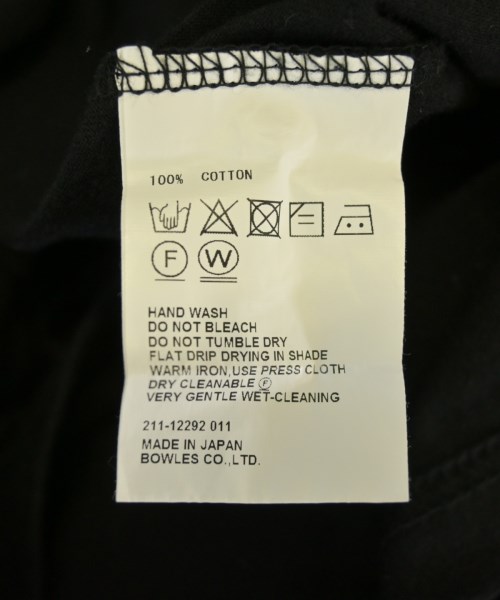 100% COTTON
F W
HAND WASH
DO NOT BLEACH
DO NOT TUMBLE DRY
FLAT DRIP DRYING IN SHADE
WARM IRON,USE PRESS CLOTH
DRY CLEANABLE Ⓕ
VERY GENTLE WET-CLEANING
211-12292 011
MADE IN JAPAN
BOWLES CO.,LTD.